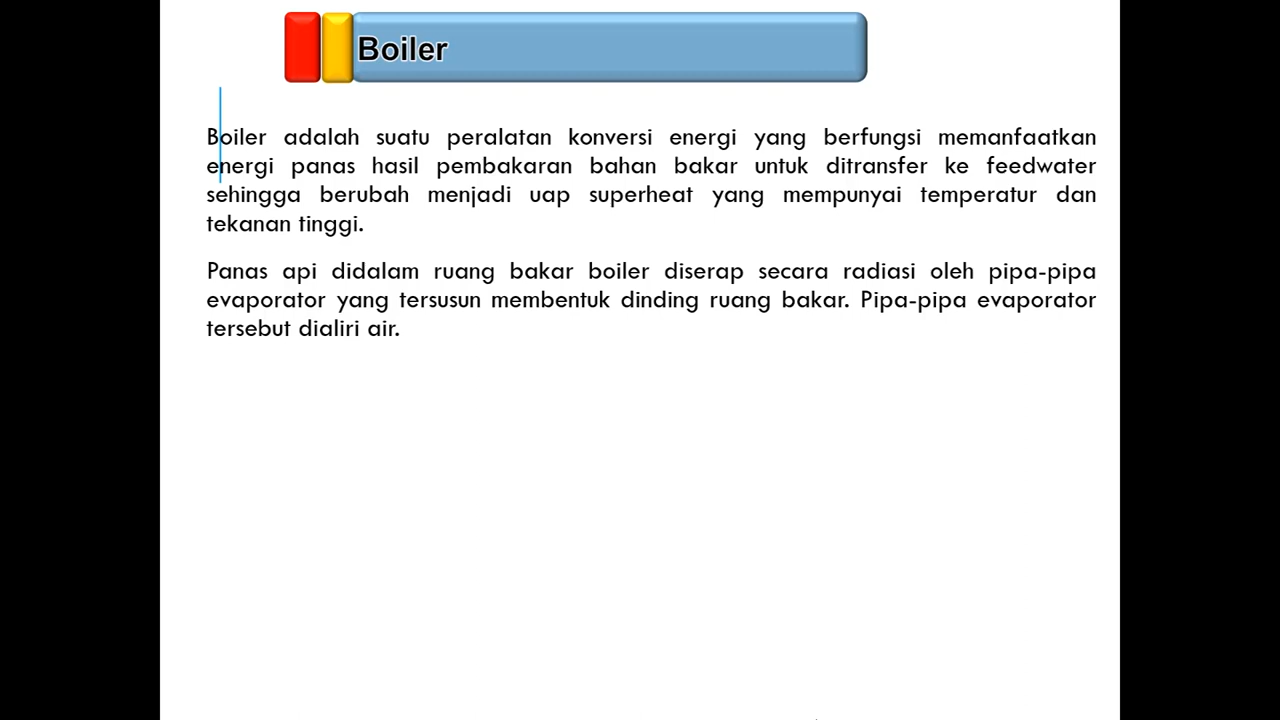 Boiler
Boiler adalah suatu peralatan konversi energi yang berfungsi memanfaatkan
energi panas hasil pembakaran bahan bakar untuk ditransfer ke feedwater
sehingga berubah menjadi uap superheat yang mempunyai temperatur dan
tekanan tinggi.
Panas api didalam ruang bakar boiler diserap secara radiasi oleh pipa-pipa
evaporator yang tersusun membentuk dinding ruang bakar. Pipa-pipa evaporator
tersebut dialiri air.